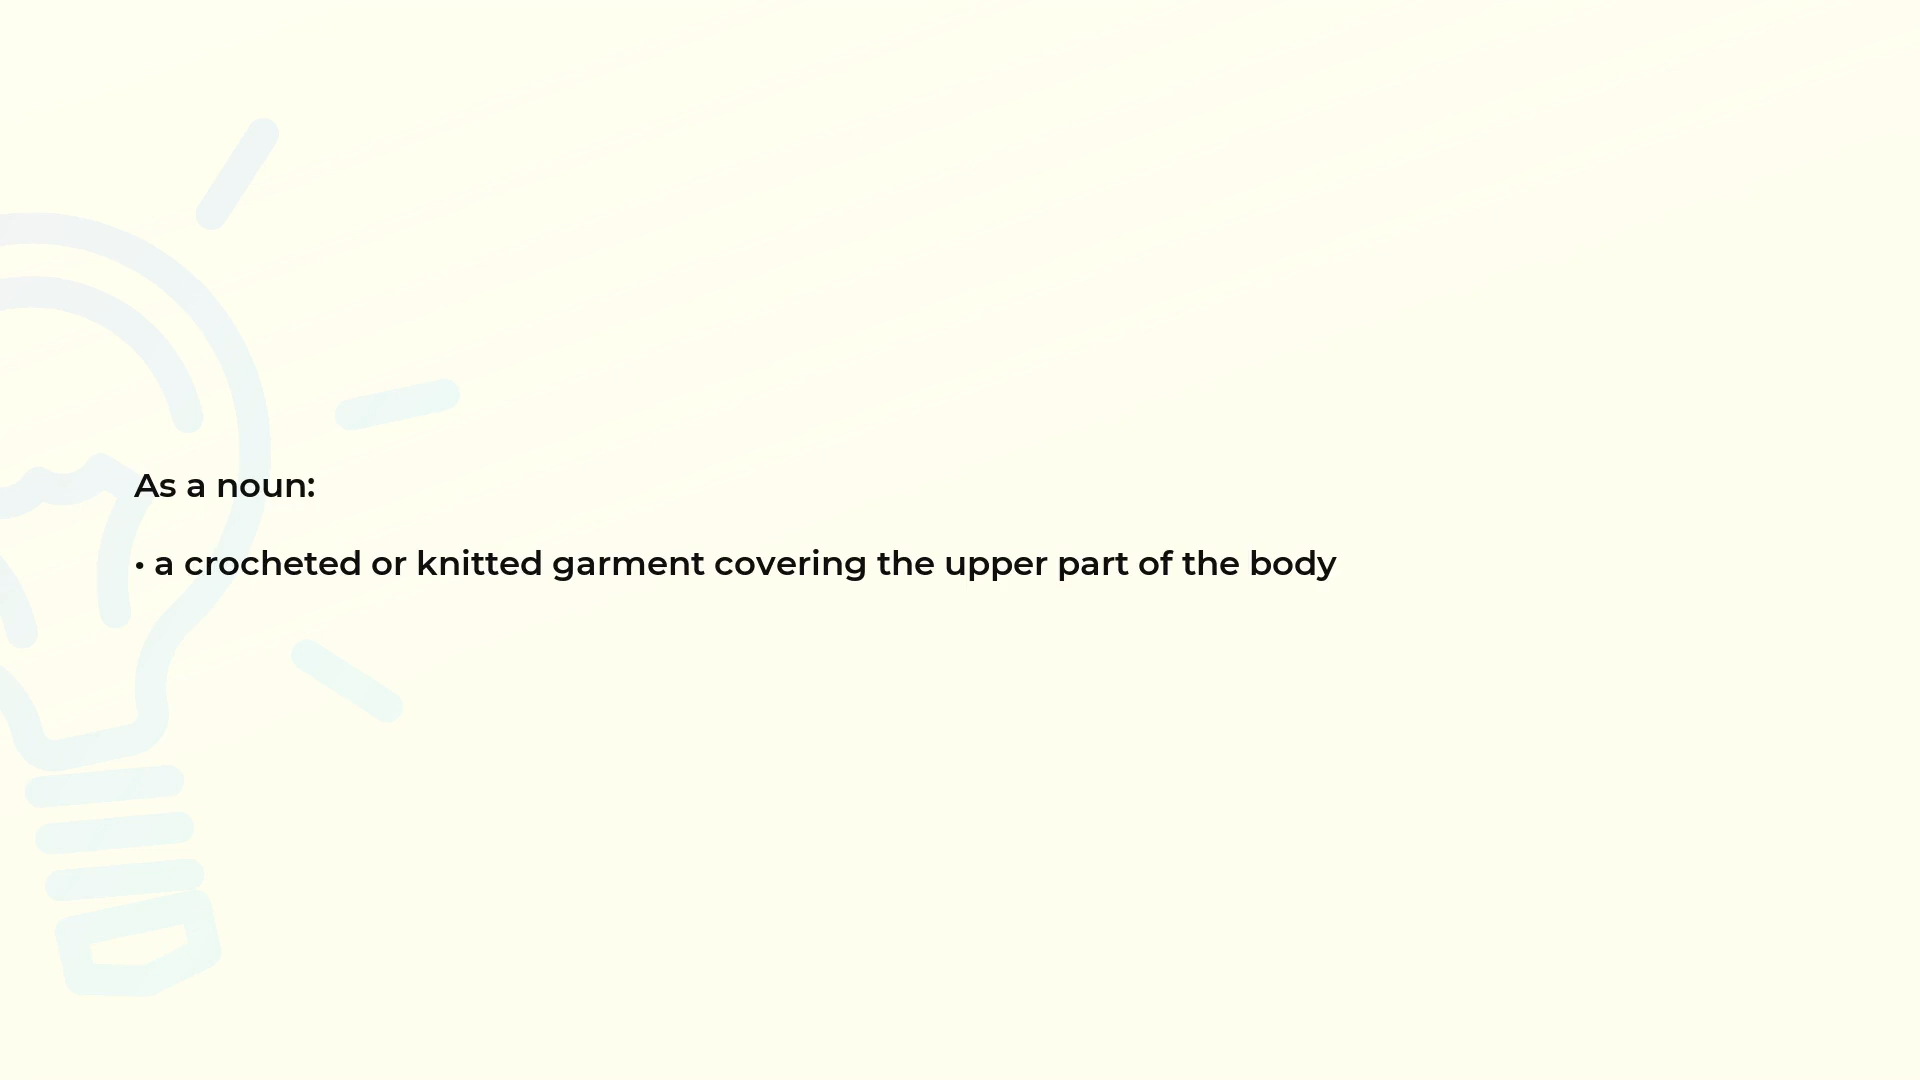 As a noun:
• a crocheted or knitted garment covering the upper part of the body